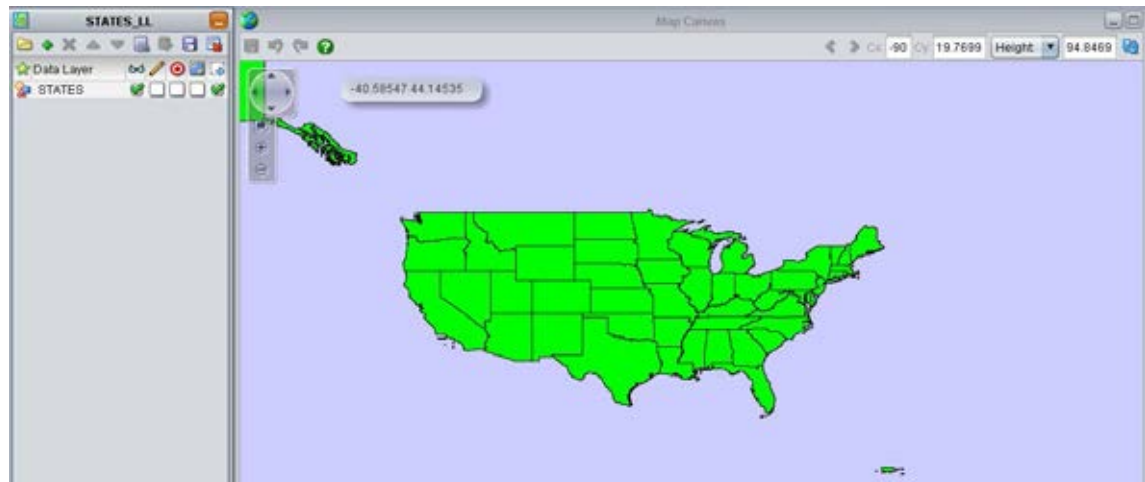 STATES_LL
Map Canvas
Cx -90 Cy 19.7699 Height 94.8469
Data Layer
STATES
-40.58547 44.14535